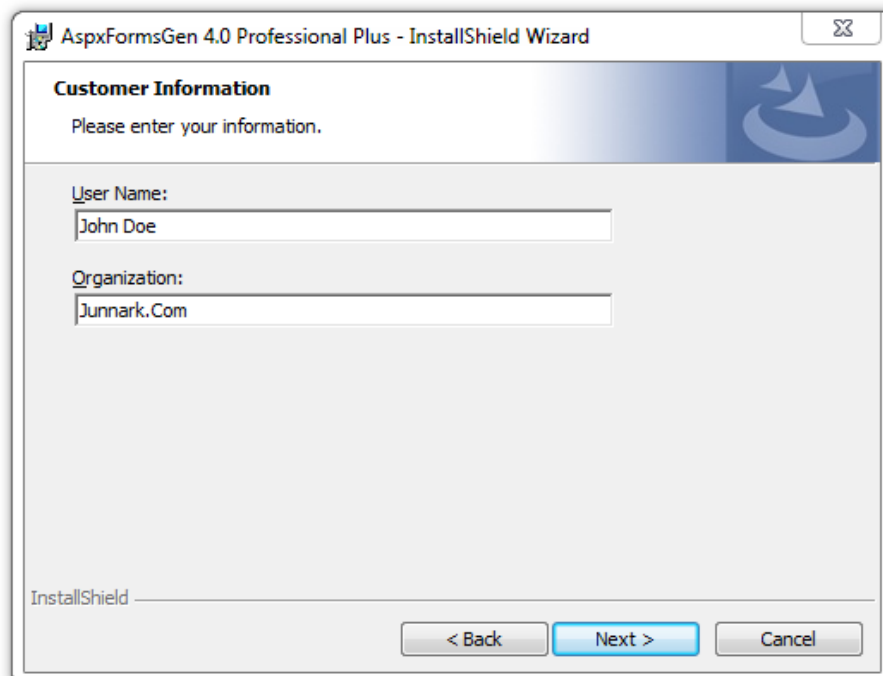 AspxFormsGen 4.0 Professional Plus - InstallShield Wizard
Customer Information
Please enter your information.
User Name:
John Doe
Organization:
Junnark.Com
InstallShield
< Back Next > Cancel